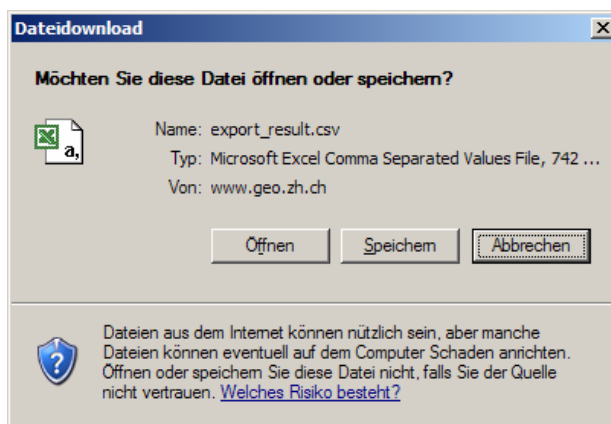 Dateidownload
Möchten Sie diese Datei öffnen oder speichern?
a,
Name: export_result.csv
Typ: Microsoft Excel Comma Separated Values File, 742 ...
Von: www.geo.zh.ch
Öffnen Speichern Abbrechen
Dateien aus dem Internet können nützlich sein, aber manche
Dateien können eventuell auf dem Computer Schaden anrichten.
Öffnen oder speichern Sie diese Datei nicht, falls Sie der Quelle
nicht vertrauen. Welches Risiko besteht?